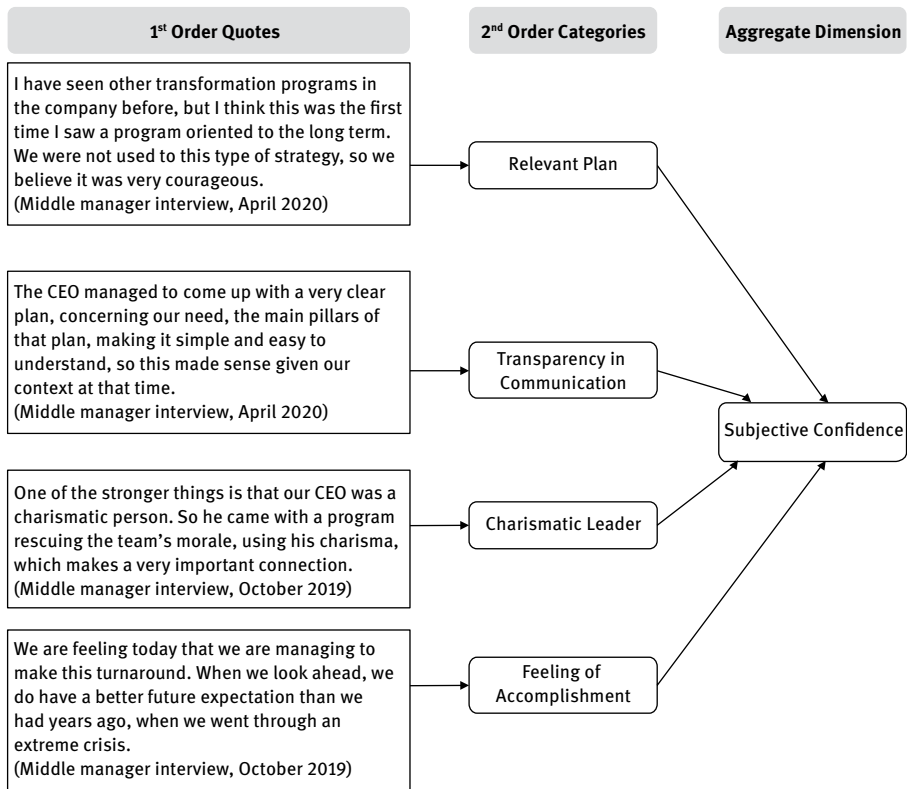 1st Order Quotes
2nd Order Categories
Aggregate Dimension
I have seen other transformation programs in
the company before, but I think this was the first
time I saw a program oriented to the long term.
We were not used to this type of strategy, so we
believe it was very courageous.
(Middle manager interview, April 2020)
Relevant Plan
The CEO managed to come up with a very clear
plan, concerning our need, the main pillars of
that plan, making it simple and easy to
understand, so this made sense given our
context at that time.
(Middle manager interview, April 2020)
Transparency in
Communication
Subjective Confidence
One of the stronger things is that our CEO was a
charismatic person. So he came with a program
rescuing the team’s morale, using his charisma,
which makes a very important connection.
(Middle manager interview, October 2019)
Charismatic Leader
We are feeling today that we are managing to
make this turnaround. When we look ahead, we
do have a better future expectation than we
had years ago, when we went through an
extreme crisis.
(Middle manager interview, October 2019)
Feeling of
Accomplishment